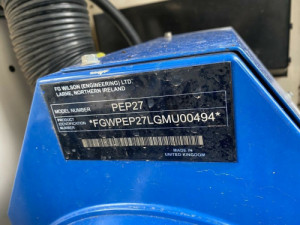 FG WILSON (ENGINEERING) LTD.
LARNE, NORTHERN IRELAND
MODEL NUMBER PEP27
PRODUCT IDENTIFICATION NUMBER *FGWPEP27LGMU00494*
MADE IN
UNITED KINGDOM